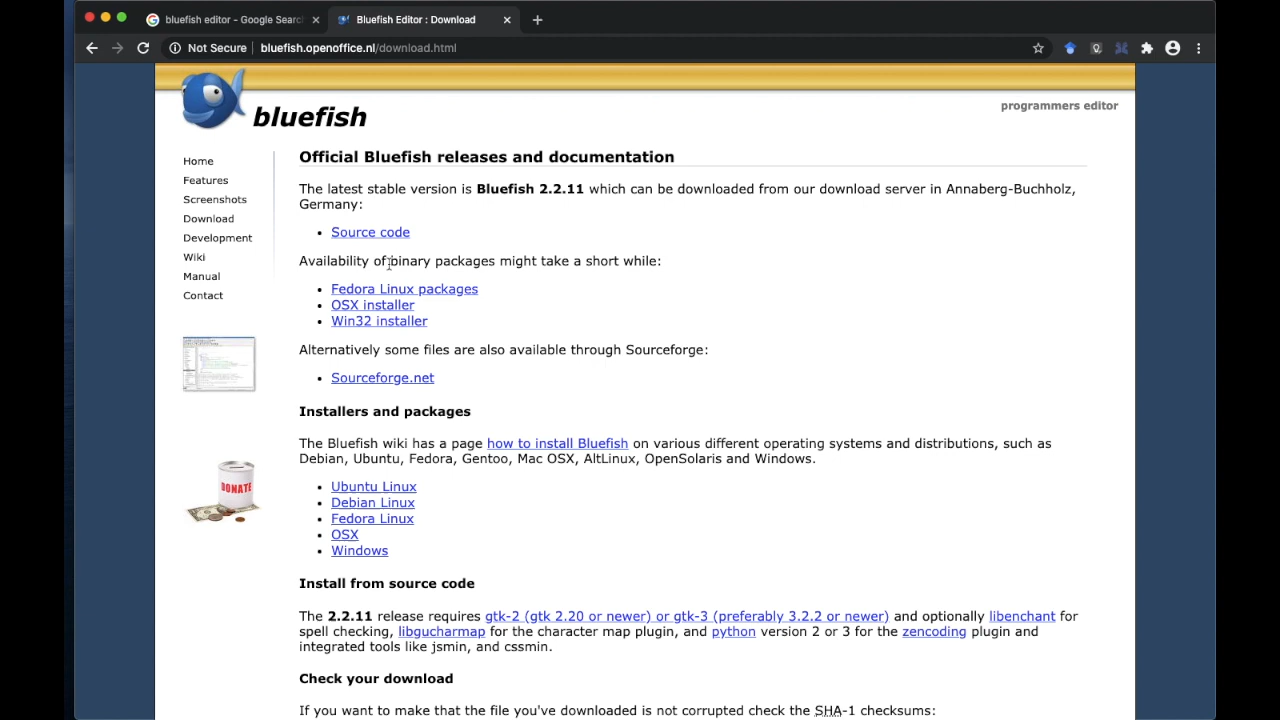 bluefish editor - Google Search
Bluefish Editor : Download
Not Secure
bluefish.openoffice.nl/download.html
bluefish
programmers editor
Home
Features
Screenshots
Download
Development
Wiki
Manual
Contact
DONATE
Official Bluefish releases and documentation
The latest stable version is Bluefish 2.2.11 which can be downloaded from our download server in Annaberg-Buchholz,
Germany:
• Source code
Availability of binary packages might take a short while:
• Fedora Linux packages
• OSX installer
• Win32 installer
Alternatively some files are also available through Sourceforge:
• Sourceforge.net
Installers and packages
The Bluefish wiki has a page how to install Bluefish on various different operating systems and distributions, such as
Debian, Ubuntu, Fedora, Gentoo, Mac OSX, AltLinux, OpenSolaris and Windows.
• Ubuntu Linux
• Debian Linux
• Fedora Linux
• OSX
• Windows
Install from source code
The 2.2.11 release requires gtk-2 (gtk 2.20 or newer) or gtk-3 (preferably 3.2.2 or newer) and optionally libenchant for
spell checking, libgucharmap for the character map plugin, and python version 2 or 3 for the zencoding plugin and
integrated tools like jsmin, and cssmin.
Check your download
If you want to make that the file you've downloaded is not corrupted check the SHA-1 checksums: